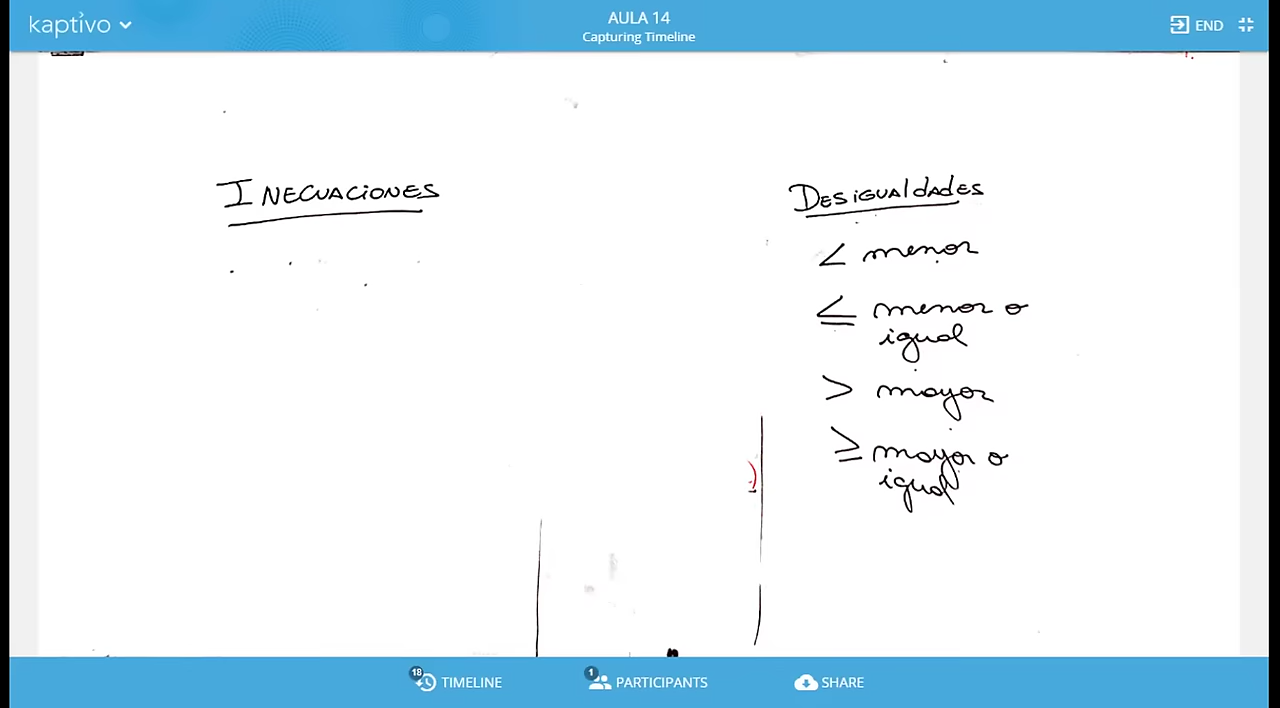 kaptivo
AULA 14
Capturing Timeline
END
INECUACIONES
DESIGUALDADES
< menor
≤ menor o
igual
> mayor
≥ mayor o
igual
18
TIMELINE
1
PARTICIPANTS
SHARE